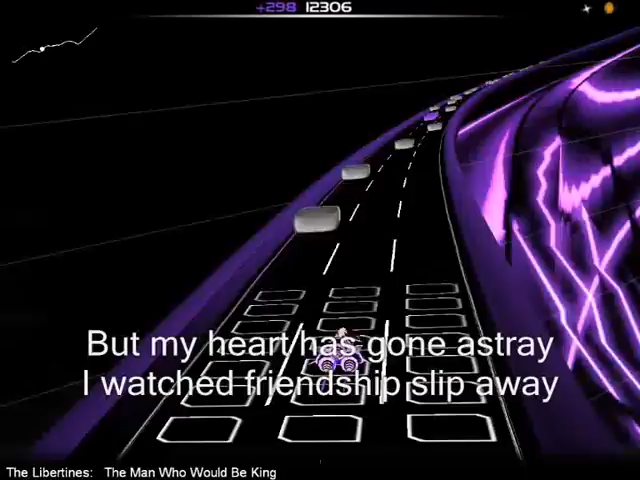 +298 12306
But my heart has gone astray
I watched friendship slip away
The Libertines: The Man Who Would Be King